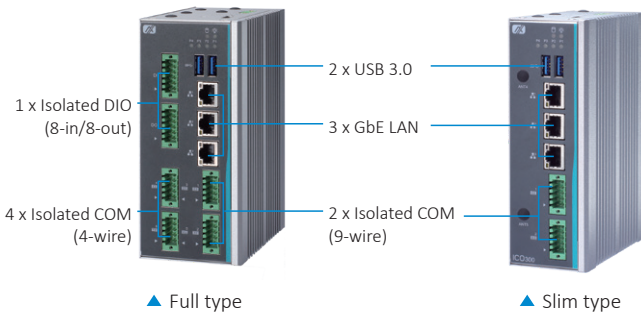 2 x USB 3.0
1 x Isolated DIO
(8-in/8-out)
3 x GbE LAN
4 x Isolated COM
(4-wire)
2 x Isolated COM
(9-wire)
ICO300
▲ Full type
▲ Slim type